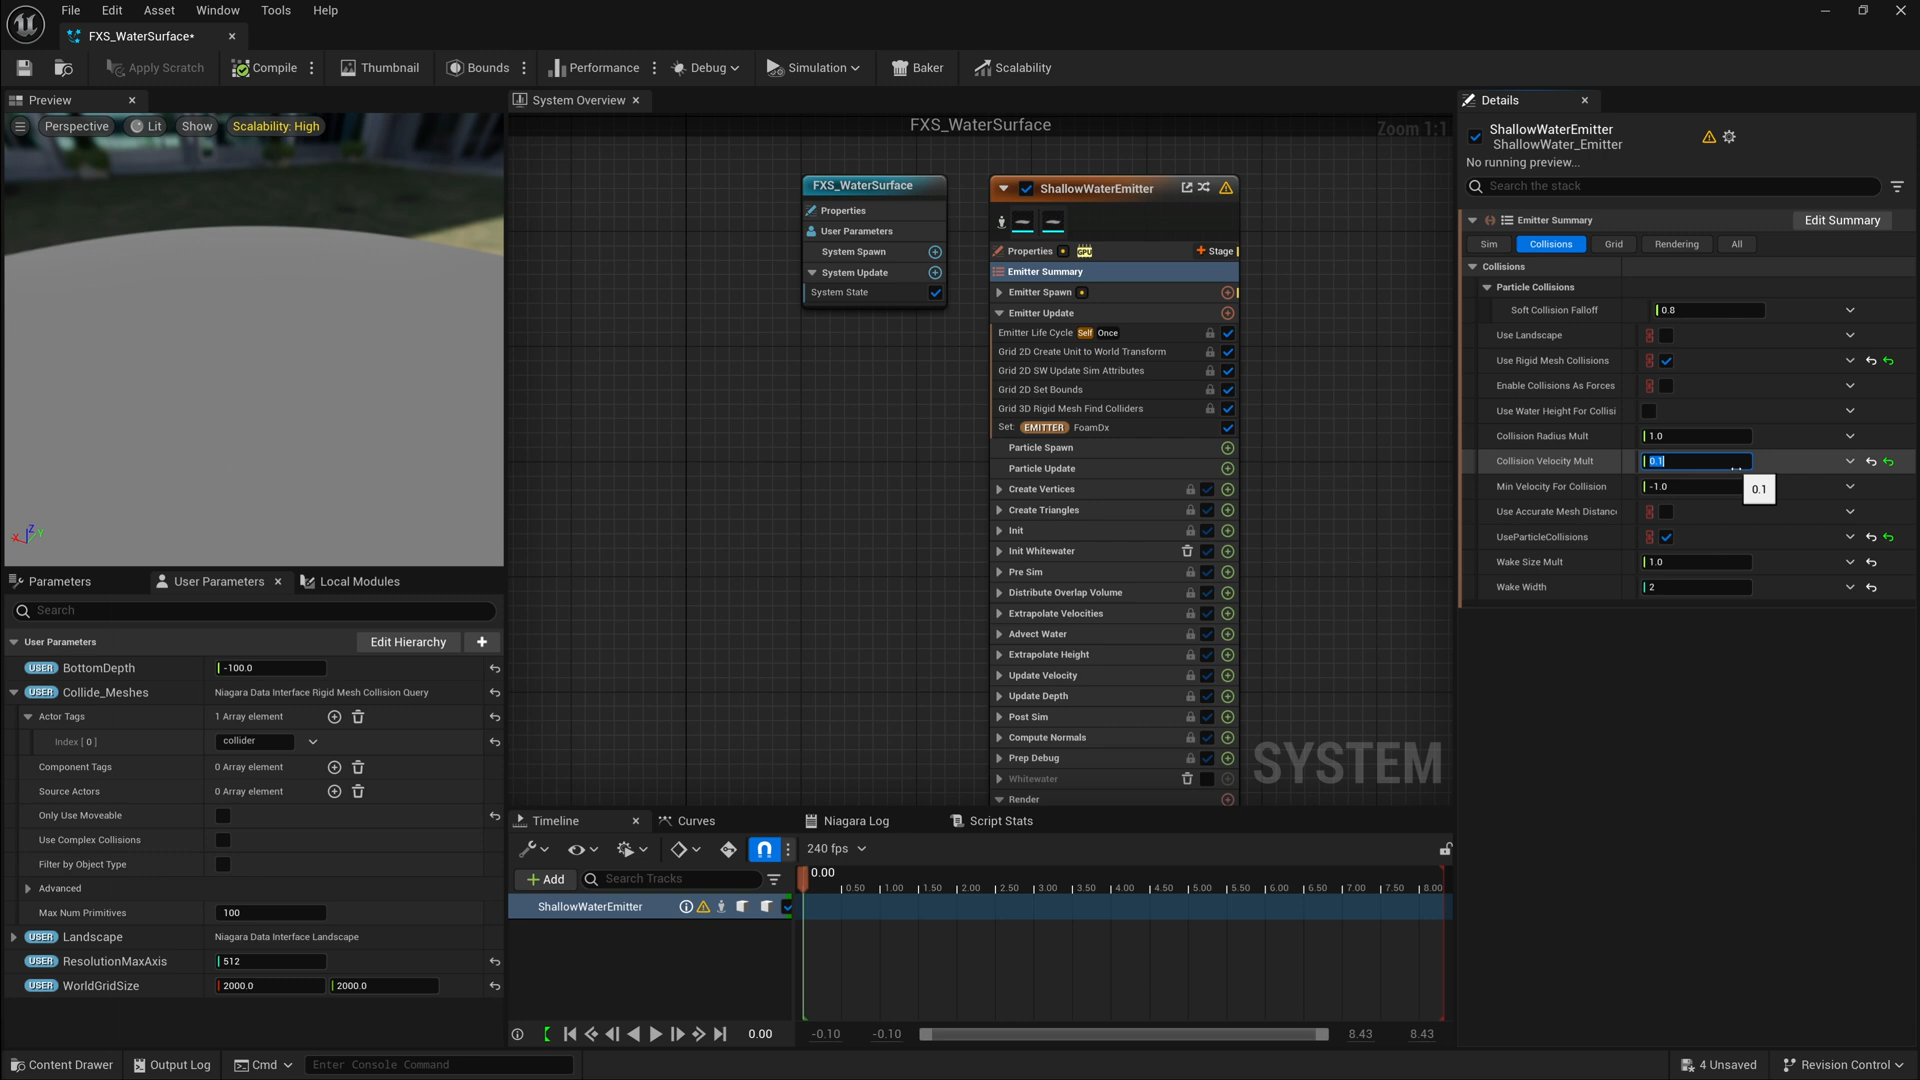 File Edit Asset Window Tools Help
FXS_WaterSurface*
Apply Scratch Compile Thumbnail Bounds Performance Debug Simulation Baker Scalability
Preview
Perspective Lit Show Scalability: High
Z
X Y
System Overview
FXS_WaterSurface
Zoom 1:1
FXS_WaterSurface
Properties
User Parameters
System Spawn
System Update
System State
ShallowWaterEmitter
Properties GPU Stage
Emitter Summary
Emitter Spawn
Emitter Update
Emitter Life Cycle Self Once
Grid 2D Create Unit to World Transform
Grid 2D SW Update Sim Attributes
Grid 2D Set Bounds
Grid 3D Rigid Mesh Find Colliders
Set: EMITTER FoamDx
Particle Spawn
Particle Update
Create Vertices
Create Triangles
Init
Init Whitewater
Pre Sim
Distribute Overlap Volume
Extrapolate Velocities
Advect Water
Extrapolate Height
Update Velocity
Update Depth
Post Sim
Compute Normals
Prep Debug
Whitewater
Render
SYSTEM
Details
ShallowWaterEmitter
ShallowWater_Emitter
No running preview...
Search the stack
Emitter Summary Edit Summary
Sim Collisions Grid Rendering All
Collisions
Particle Collisions
Soft Collision Falloff 0.8
Use Landscape
Use Rigid Mesh Collisions
Enable Collisions As Forces
Use Water Height For Collisi
Collision Radius Mult 1.0
Collision Velocity Mult 0.1
Min Velocity For Collision -1.0
0.1
Use Accurate Mesh Distanc
UseParticleCollisions
Wake Size Mult 1.0
Wake Width 2
Parameters User Parameters Local Modules
Search
User Parameters Edit Hierarchy
USER BottomDepth -100.0
USER Collide_Meshes Niagara Data Interface Rigid Mesh Collision Query
Actor Tags 1 Array element
Index [ 0 ] collider
Component Tags 0 Array element
Source Actors 0 Array element
Only Use Moveable
Use Complex Collisions
Filter by Object Type
Advanced
Max Num Primitives 100
USER Landscape Niagara Data Interface Landscape
USER ResolutionMaxAxis 512
USER WorldGridSize 2000.0 2000.0
Timeline Curves Niagara Log Script Stats
240 fps
Add Search Tracks
0.00
0.50 1.00 1.50 2.00 2.50 3.00 3.50 4.00 4.50 5.00 5.50 6.00 6.50 7.00 7.50 8.00
ShallowWaterEmitter
0.00 -0.10 -0.10 8.43 8.43
Content Drawer Output Log Cmd Enter Console Command 4 Unsaved Revision Control